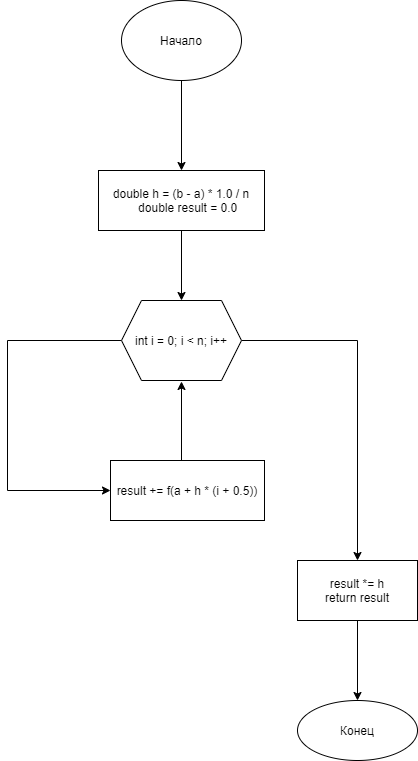 Начало
double h = (b - a) * 1.0 / n
double result = 0.0
int i = 0; i < n; i++
result += f(a + h * (i + 0.5))
result *= h
return result
Конец